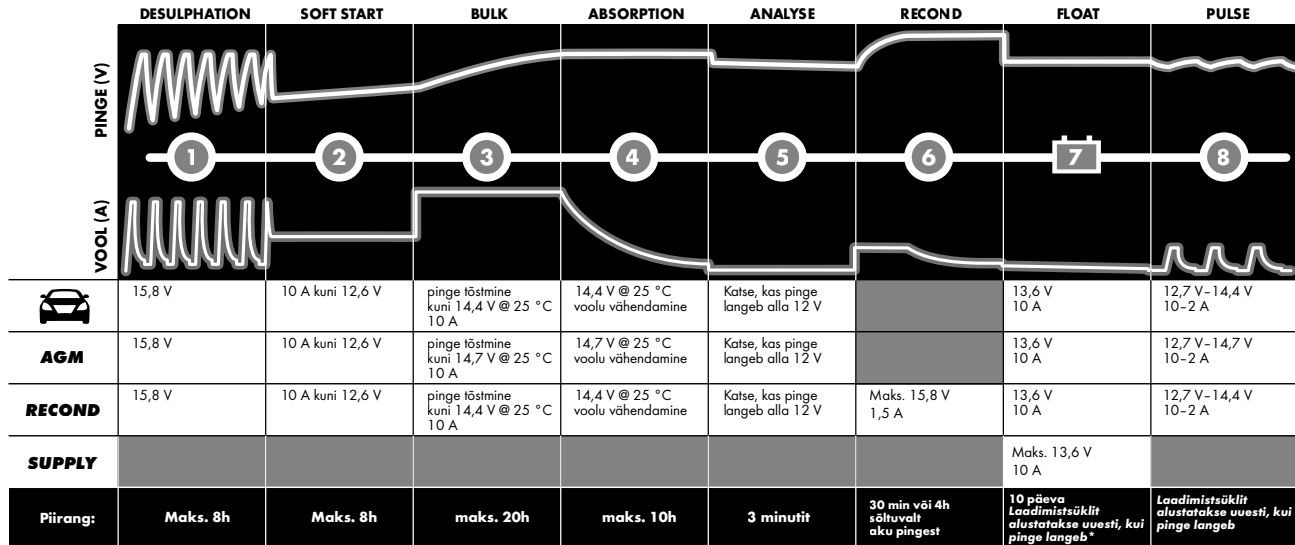 DESULPHATION SOFT START BULK ABSORPTION ANALYSE RECOND FLOAT PULSE
PINGE (V)
1 2 3 4 5 6 7 8
VOOL (A)
15,8 V
10 A kuni 12,6 V
pinge tõstmine
kuni 14,4 V @ 25 °C
10 A
14,4 V @ 25 °C
voolu vähendamine
Katse, kas pinge
langeb alla 12 V
13,6 V
10 A
12,7 V–14,4 V
10–2 A
AGM
15,8 V
10 A kuni 12,6 V
pinge tõstmine
kuni 14,7 V @ 25 °C
10 A
14,7 V @ 25 °C
voolu vähendamine
Katse, kas pinge
langeb alla 12 V
13,6 V
10 A
12,7 V–14,7 V
10–2 A
RECOND
15,8 V
10 A kuni 12,6 V
pinge tõstmine
kuni 14,4 V @ 25 °C
10 A
14,4 V @ 25 °C
voolu vähendamine
Katse, kas pinge
langeb alla 12 V
Maks. 15,8 V
1,5 A
13,6 V
10 A
12,7 V–14,4 V
10–2 A
SUPPLY
Maks. 13,6 V
10 A
Piirang:
Maks. 8h
Maks. 8h
maks. 20h
maks. 10h
3 minutit
30 min või 4h
sõltuvalt
aku pingest
10 päeva
Laadimistsüklit
alustatakse uuesti, kui
pinge langeb*
Laadimistsüklit
alustatakse uuesti, kui
pinge langeb